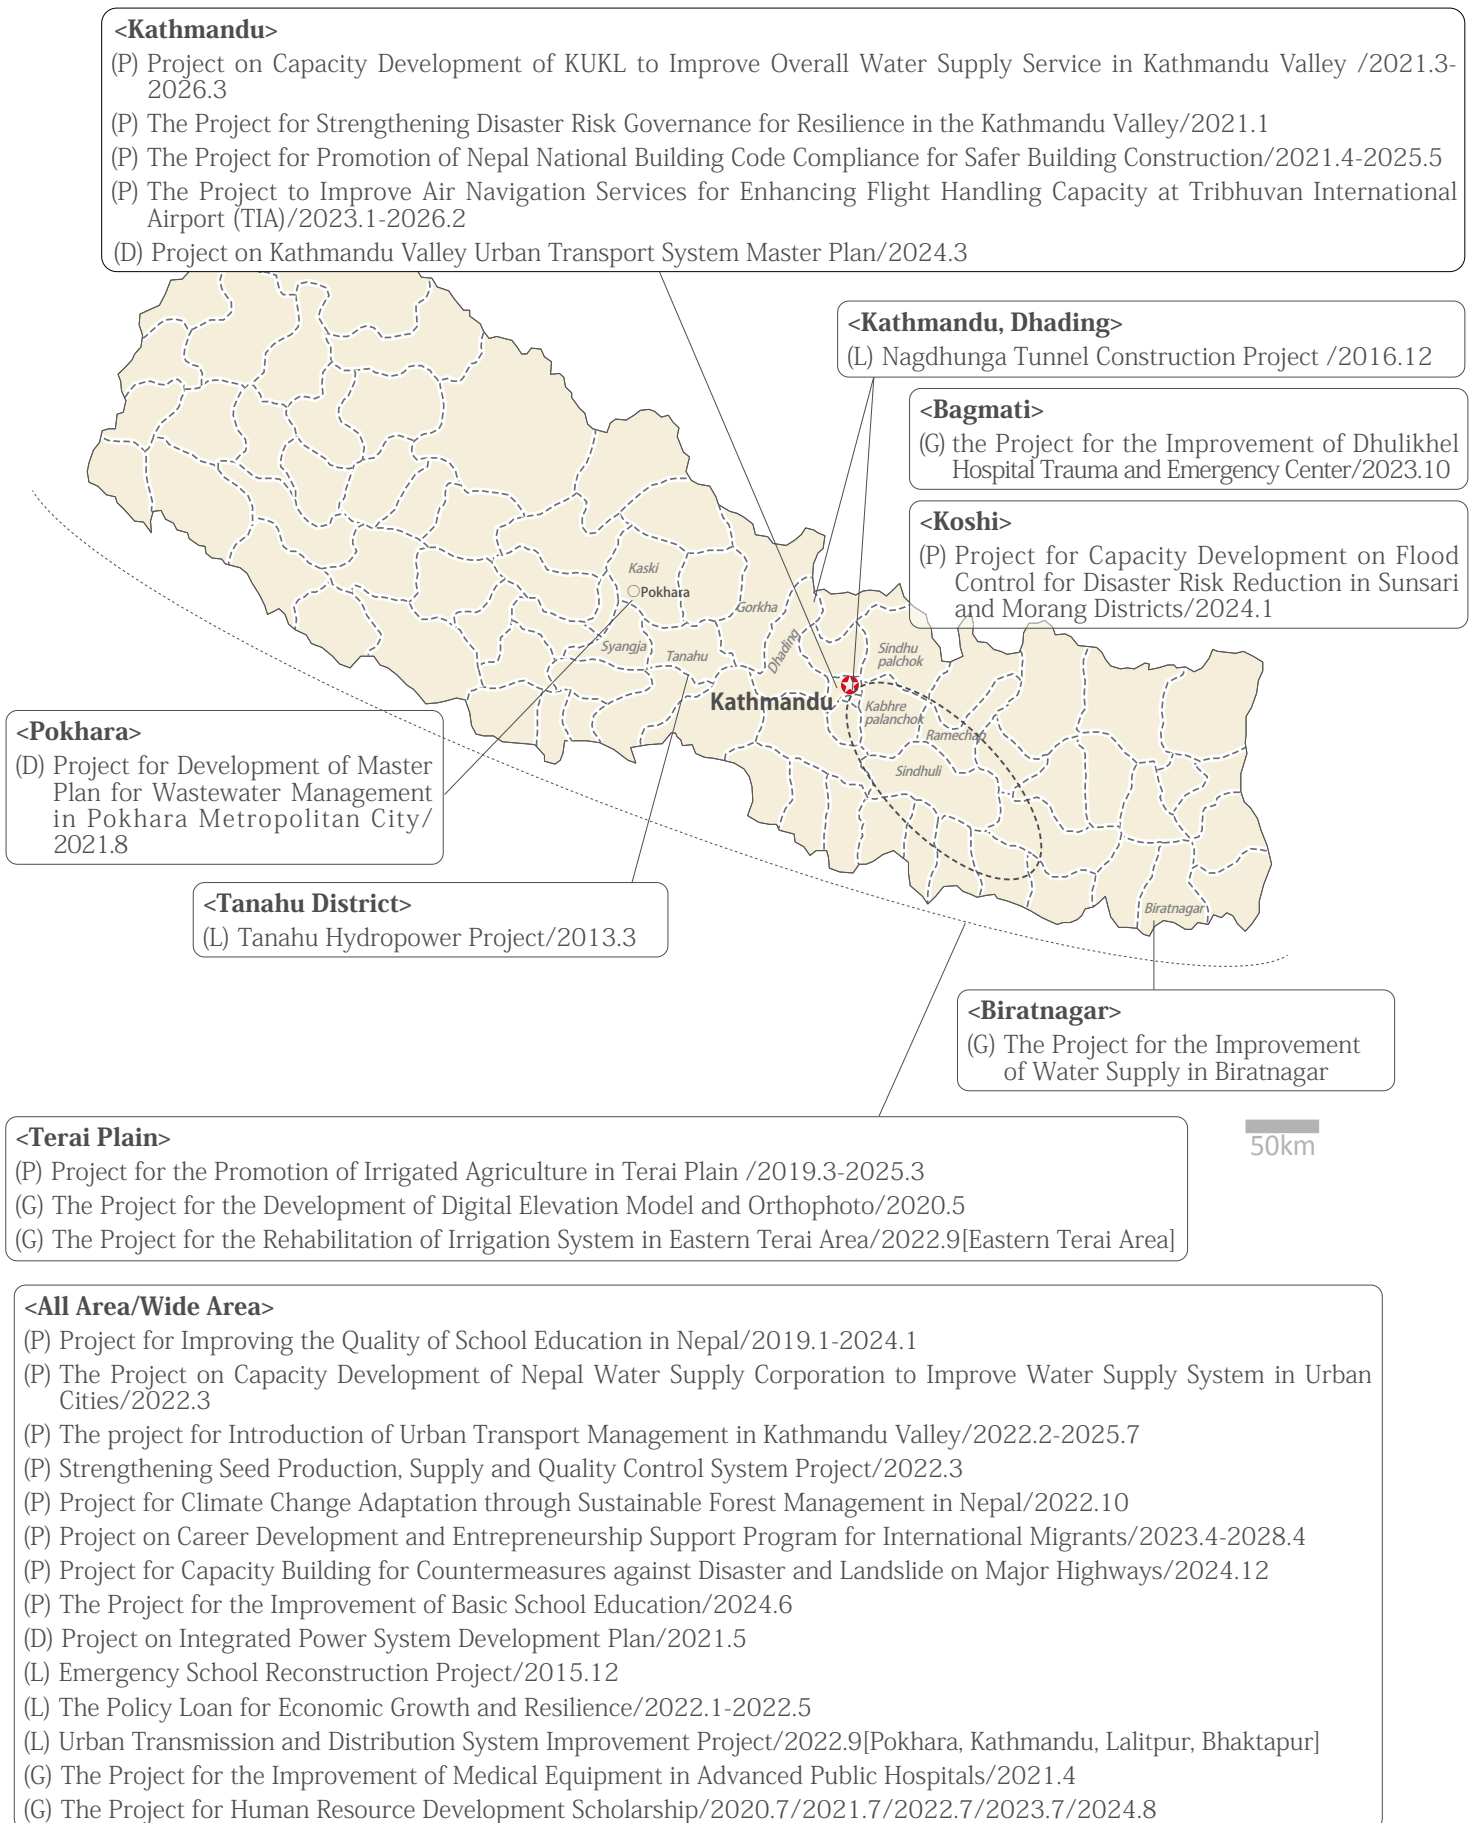 <Kathmandu>
(P) Project on Capacity Development of KUKL to Improve Overall Water Supply Service in Kathmandu Valley /2021.3-
2026.3
(P) The Project for Strengthening Disaster Risk Governance for Resilience in the Kathmandu Valley/2021.1
(P) The Project for Promotion of Nepal National Building Code Compliance for Safer Building Construction/2021.4-2025.5
(P) The Project to Improve Air Navigation Services for Enhancing Flight Handling Capacity at Tribhuvan International
Airport (TIA)/2023.1-2026.2
(D) Project on Kathmandu Valley Urban Transport System Master Plan/2024.3
<Kathmandu, Dhading>
(L) Nagdhunga Tunnel Construction Project /2016.12
<Bagmati>
(G) the Project for the Improvement of Dhulikhel
Hospital Trauma and Emergency Center/2023.10
<Koshi>
(P) Project for Capacity Development on Flood
Control for Disaster Risk Reduction in Sunsari
and Morang Districts/2024.1
Kaski
Pokhara
Gorkha
Syangja
Tanahu
Dhading
Sindhu
palchok
Kathmandu
Kabhre
palanchok
Ramechap
Sindhuli
Biratnagar
<Pokhara>
(D) Project for Development of Master
Plan for Wastewater Management
in Pokhara Metropolitan City/
2021.8
<Tanahu District>
(L) Tanahu Hydropower Project/2013.3
<Biratnagar>
(G) The Project for the Improvement
of Water Supply in Biratnagar
50km
<Terai Plain>
(P) Project for the Promotion of Irrigated Agriculture in Terai Plain /2019.3-2025.3
(G) The Project for the Development of Digital Elevation Model and Orthophoto/2020.5
(G) The Project for the Rehabilitation of Irrigation System in Eastern Terai Area/2022.9[Eastern Terai Area]
<All Area/Wide Area>
(P) Project for Improving the Quality of School Education in Nepal/2019.1-2024.1
(P) The Project on Capacity Development of Nepal Water Supply Corporation to Improve Water Supply System in Urban
Cities/2022.3
(P) The project for Introduction of Urban Transport Management in Kathmandu Valley/2022.2-2025.7
(P) Strengthening Seed Production, Supply and Quality Control System Project/2022.3
(P) Project for Climate Change Adaptation through Sustainable Forest Management in Nepal/2022.10
(P) Project on Career Development and Entrepreneurship Support Program for International Migrants/2023.4-2028.4
(P) Project for Capacity Building for Countermeasures against Disaster and Landslide on Major Highways/2024.12
(P) The Project for the Improvement of Basic School Education/2024.6
(D) Project on Integrated Power System Development Plan/2021.5
(L) Emergency School Reconstruction Project/2015.12
(L) The Policy Loan for Economic Growth and Resilience/2022.1-2022.5
(L) Urban Transmission and Distribution System Improvement Project/2022.9[Pokhara, Kathmandu, Lalitpur, Bhaktapur]
(G) The Project for the Improvement of Medical Equipment in Advanced Public Hospitals/2021.4
(G) The Project for Human Resource Development Scholarship/2020.7/2021.7/2022.7/2023.7/2024.8